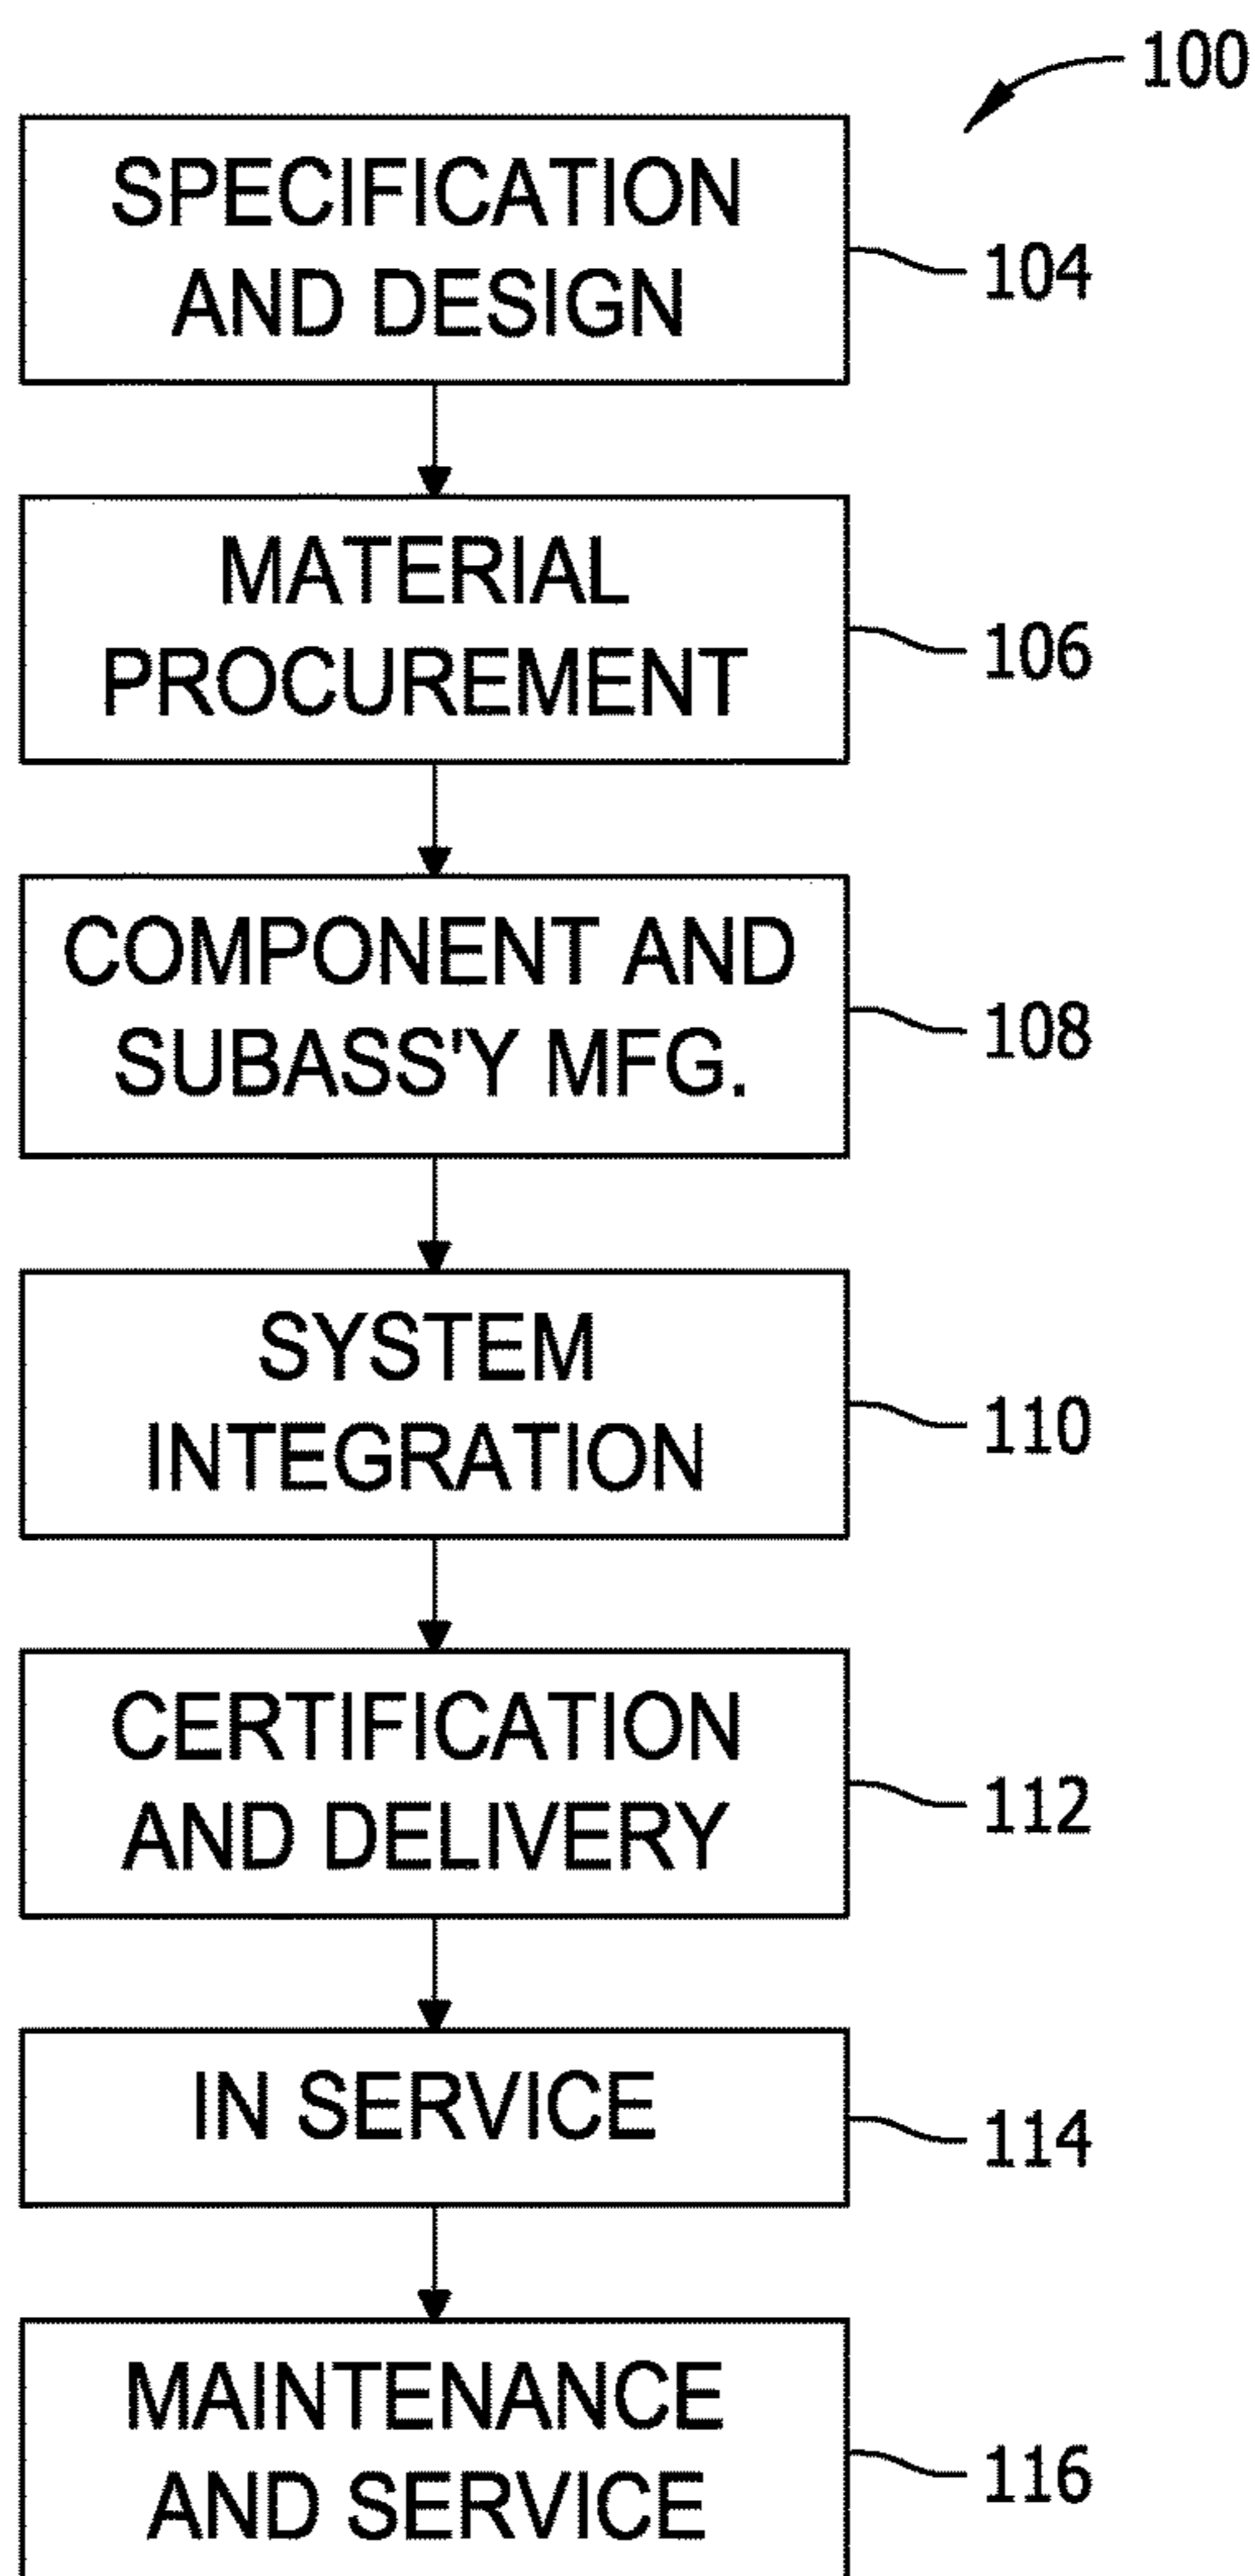 100
SPECIFICATION
AND DESIGN
104
MATERIAL
PROCUREMENT
106
COMPONENT AND
SUBASS'Y MFG.
108
SYSTEM
INTEGRATION
110
CERTIFICATION
AND DELIVERY
112
IN SERVICE
114
MAINTENANCE
AND SERVICE
116